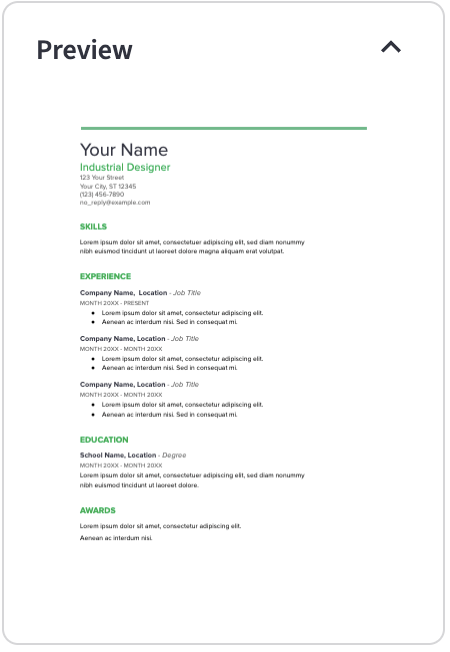 Preview
Your Name
Industrial Designer
123 Your Street
Your City, ST 12345
(123) 456-7890
no_reply@example.com
SKILLS
Lorem ipsum dolor sit amet, consectetuer adipiscing elit, sed diam nonummy
nibh euismod tincidunt ut laoreet dolore magna aliquam erat volutpat.
EXPERIENCE
Company Name, Location - Job Title
MONTH 20XX - PRESENT
● Lorem ipsum dolor sit amet, consectetur adipiscing elit.
● Aenean ac interdum nisi. Sed in consequat mi.
Company Name, Location - Job Title
MONTH 20XX - MONTH 20XX
● Lorem ipsum dolor sit amet, consectetur adipiscing elit.
● Aenean ac interdum nisi. Sed in consequat mi.
Company Name, Location - Job Title
MONTH 20XX - MONTH 20XX
● Lorem ipsum dolor sit amet, consectetur adipiscing elit.
● Aenean ac interdum nisi. Sed in consequat mi.
EDUCATION
School Name, Location - Degree
MONTH 20XX - MONTH 20XX
Lorem ipsum dolor sit amet, consectetuer adipiscing elit, sed diam nonummy
nibh euismod tincidunt ut laoreet dolore.
AWARDS
Lorem ipsum dolor sit amet, consectetur adipiscing elit.
Aenean ac interdum nisi.